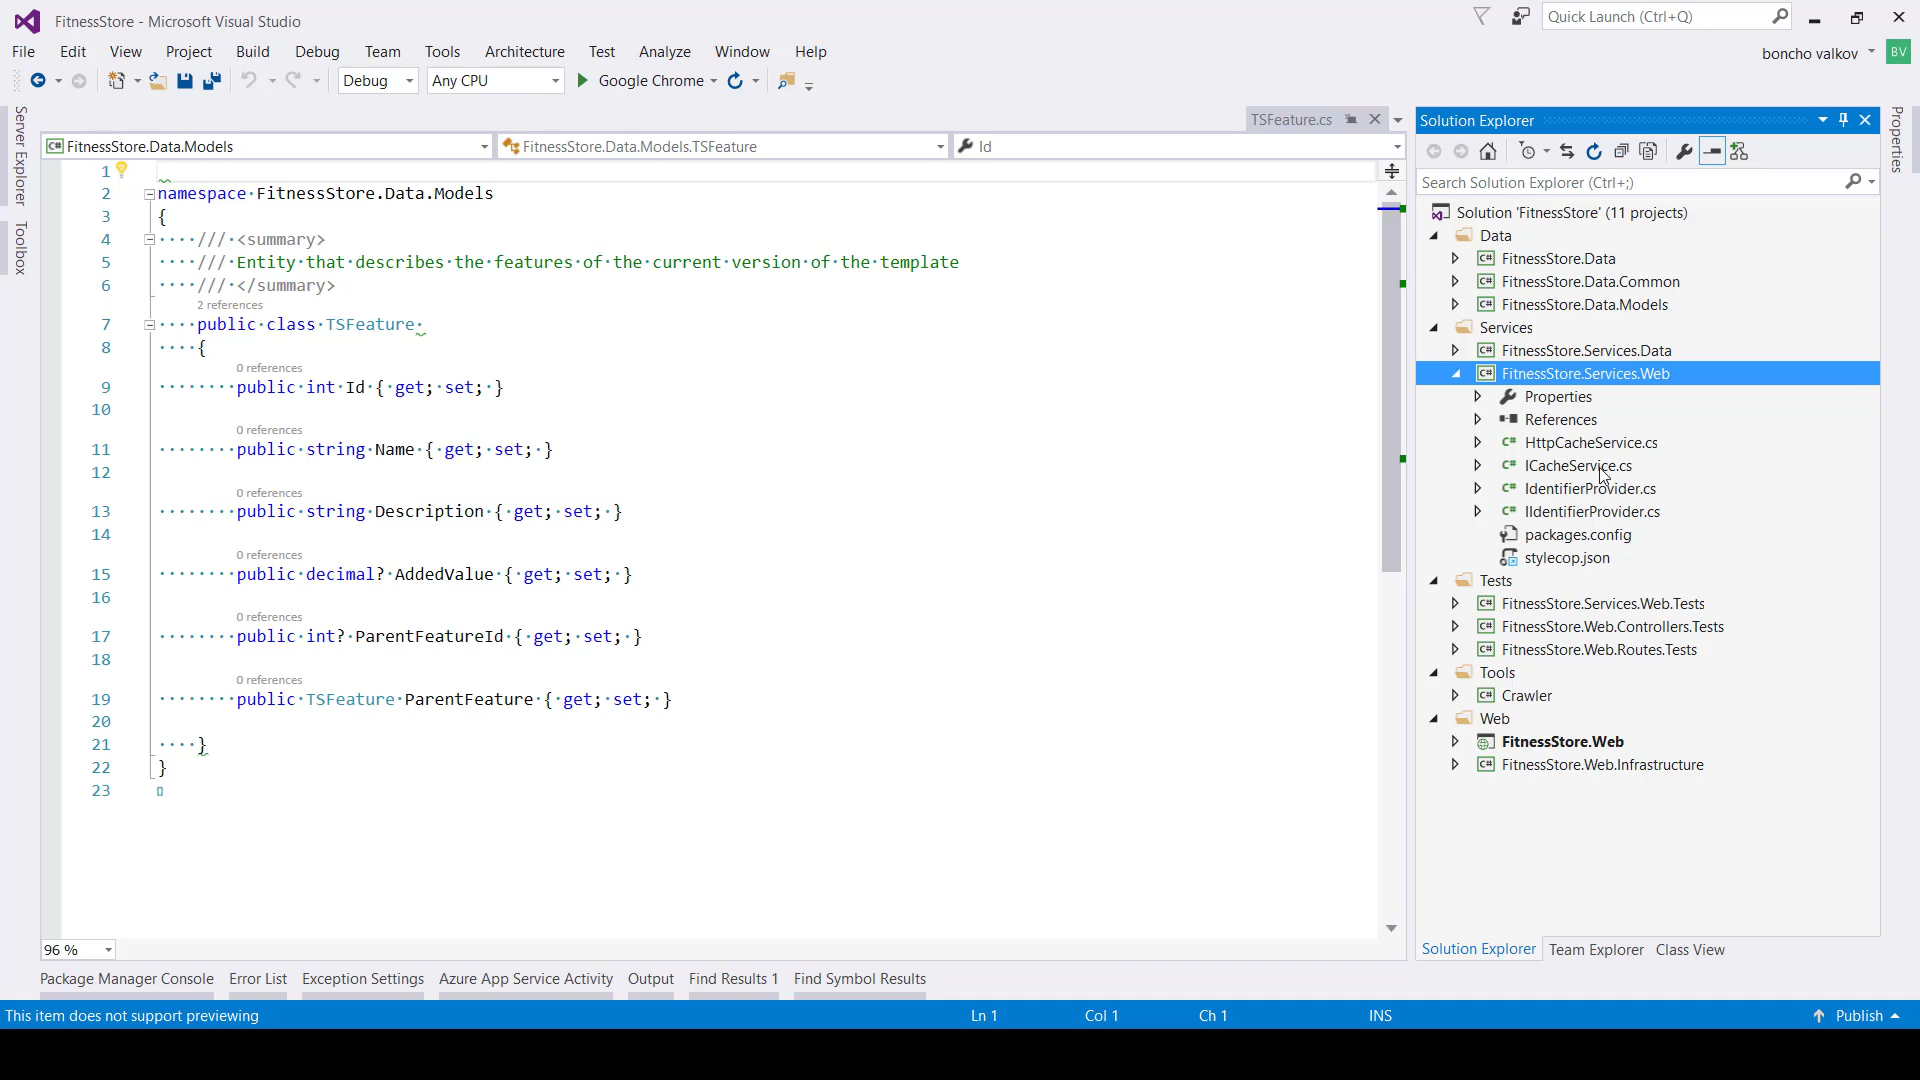 FitnessStore - Microsoft Visual Studio
Quick Launch (Ctrl+Q)
File Edit View Project Build Debug Team Tools Architecture Test Analyze Window Help
boncho valkov BV
Debug Any CPU Google Chrome
Server Explorer
Toolbox
TSFeature.cs
FitnessStore.Data.Models FitnessStore.Data.Models.TSFeature Id
1
2 namespace FitnessStore.Data.Models
3 {
4 /// <summary>
5 /// Entity that describes the features of the current version of the template
6 /// </summary>
2 references
7 public class TSFeature
8 {
0 references
9 public int Id { get; set; }
10
0 references
11 public string Name { get; set; }
12
0 references
13 public string Description { get; set; }
14
0 references
15 public decimal? AddedValue { get; set; }
16
0 references
17 public int? ParentFeatureId { get; set; }
18
0 references
19 public TSFeature ParentFeature { get; set; }
20
21 }
22 }
23
96 %
Solution Explorer
Search Solution Explorer (Ctrl+;)
Solution 'FitnessStore' (11 projects)
Data
FitnessStore.Data
FitnessStore.Data.Common
FitnessStore.Data.Models
Services
FitnessStore.Services.Data
FitnessStore.Services.Web
Properties
References
HttpCacheService.cs
ICacheService.cs
IdentifierProvider.cs
IIdentifierProvider.cs
packages.config
stylecop.json
Tests
FitnessStore.Services.Web.Tests
FitnessStore.Web.Controllers.Tests
FitnessStore.Web.Routes.Tests
Tools
Crawler
Web
FitnessStore.Web
FitnessStore.Web.Infrastructure
Solution Explorer Team Explorer Class View
Properties
Package Manager Console Error List Exception Settings Azure App Service Activity Output Find Results 1 Find Symbol Results
This item does not support previewing Ln 1 Col 1 Ch 1 INS Publish